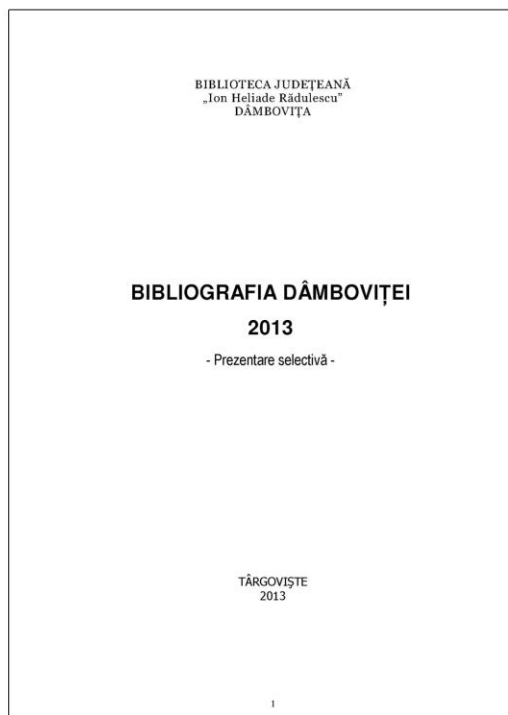 BIBLIOTECA JUDEȚEANĂ
„Ion Heliade Rădulescu”
DÂMBOVIȚA
BIBLIOGRAFIA DÂMBOVIȚEI
2013
- Prezentare selectivă -
TÂRGOVIȘTE
2013
1